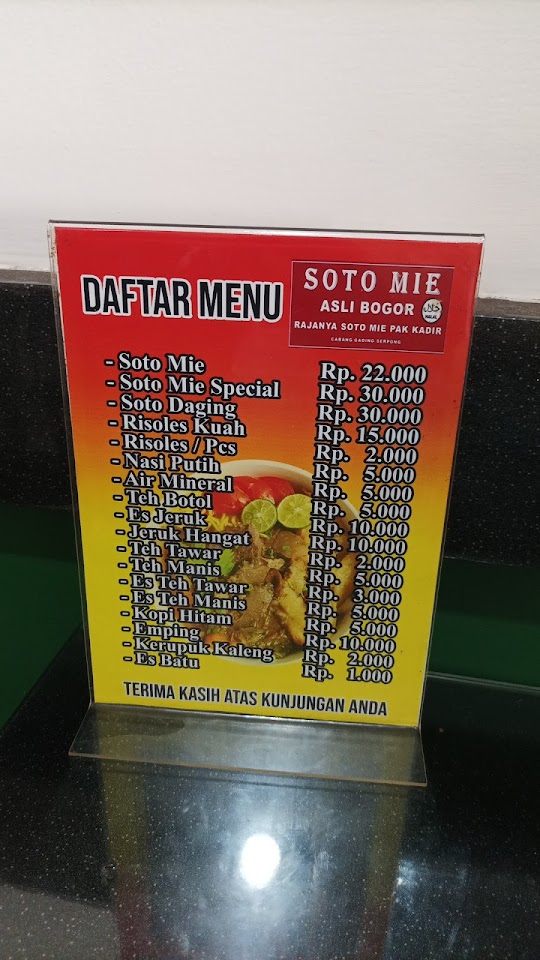 DAFTAR MENU
SOTO MIE
ASLI BOGOR
HALAL
RAJANYA SOTO MIE PAK KADIR
CABANG GADING SERPONG
- Soto Mie Rp. 22.000
- Soto Mie Special Rp. 30.000
- Soto Daging Rp. 30.000
- Risoles Kuah Rp. 15.000
- Risoles / Pcs Rp. 2.000
- Nasi Putih Rp. 5.000
- Air Mineral Rp. 5.000
- Teh Botol Rp. 5.000
- Es Jeruk Rp. 10.000
- Jeruk Hangat Rp. 10.000
- Teh Tawar Rp. 2.000
- Teh Manis Rp. 5.000
- Es Teh Tawar Rp. 3.000
- Es Teh Manis Rp. 5.000
- Kopi Hitam Rp. 5.000
- Emping Rp. 10.000
- Kerupuk Kaleng Rp. 2.000
- Es Batu Rp. 1.000
TERIMA KASIH ATAS KUNJUNGAN ANDA